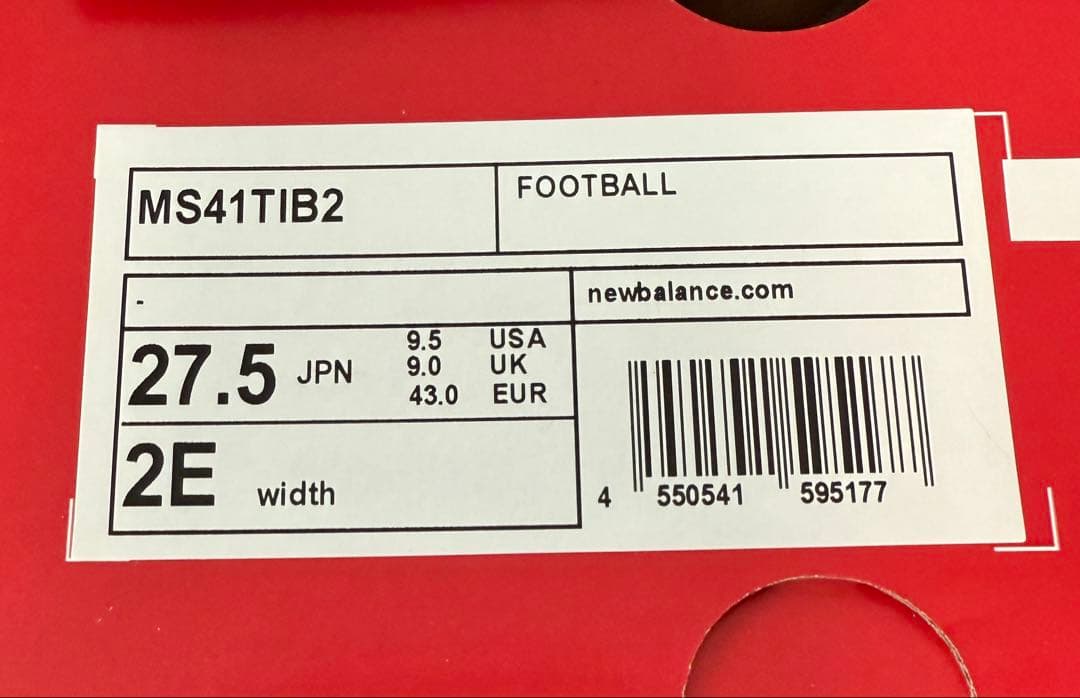 MS41TIB2
FOOTBALL
-
newbalance.com
27.5 JPN
9.5 USA
9.0 UK
43.0 EUR
2E width
4 550541 595177